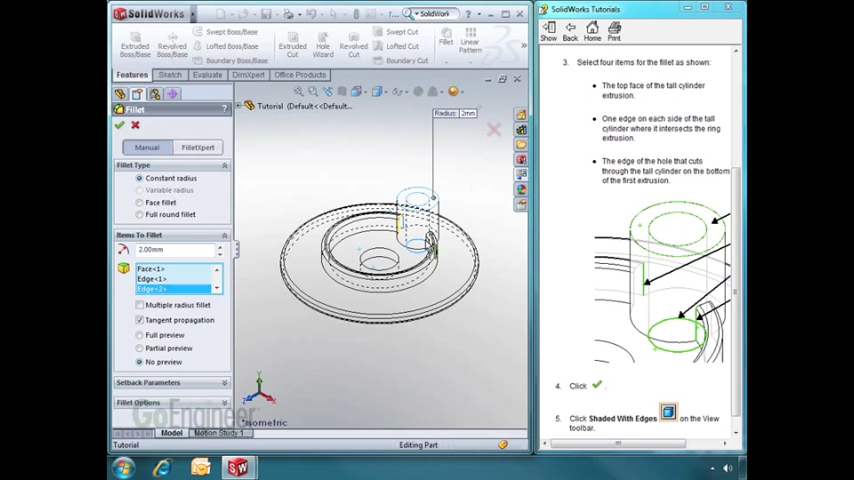 SolidWorks
SolidWork
Extruded Boss/Base
Revolved Boss/Base
Swept Boss/Base
Lofted Boss/Base
Boundary Boss/Base
Extruded Cut
Hole Wizard
Revolved Cut
Swept Cut
Lofted Cut
Boundary Cut
Fillet
Linear Pattern
Features
Sketch
Evaluate
DimXpert
Office Products
Tutorial (Default<<Default...
Fillet
?
Manual
FilletXpert
Fillet Type
Constant radius
Variable radius
Face fillet
Full round fillet
Items To Fillet
2.00mm
Face<1>
Edge<1>
Edge<2>
Multiple radius fillet
Tangent propagation
Full preview
Partial preview
No preview
Setback Parameters
Fillet Options
GoEngineer
Radius: 2mm
Y
X
Z
*Isometric
Model
Motion Study 1
Tutorial
Editing Part
SolidWorks Tutorials
Show
Back
Home
Print
3. Select four items for the fillet as shown:
• The top face of the tall cylinder
extrusion.
• One edge on each side of the tall
cylinder where it intersects the ring
extrusion.
• The edge of the hole that cuts
through the tall cylinder on the bottom
of the first extrusion.
4. Click .
5. Click Shaded With Edges on the View
toolbar.